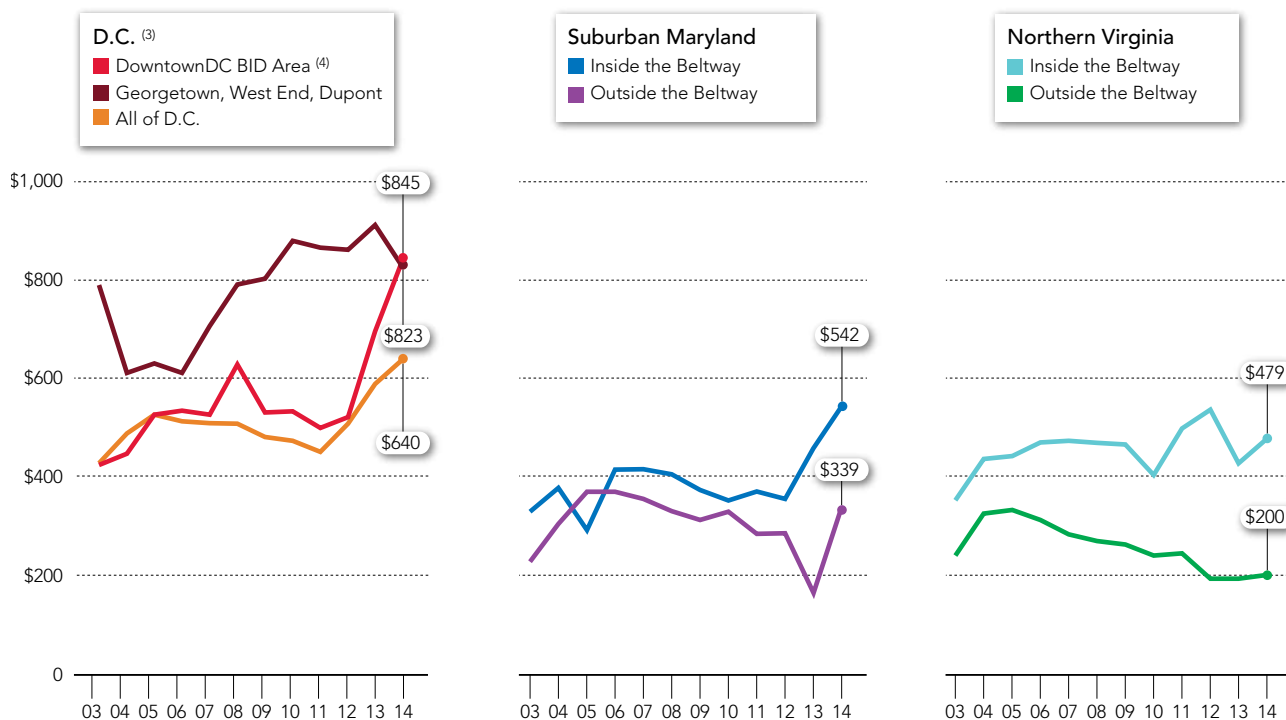 D.C. (3)
DowntownDC BID Area (4)
Georgetown, West End, Dupont
All of D.C.
Suburban Maryland
Inside the Beltway
Outside the Beltway
Northern Virginia
Inside the Beltway
Outside the Beltway
$1,000
$800
$600
$400
$200
0
$845
$823
$640
$542
$339
$479
$200
03 04 05 06 07 08 09 10 11 12 13 14
03 04 05 06 07 08 09 10 11 12 13 14
03 04 05 06 07 08 09 10 11 12 13 14